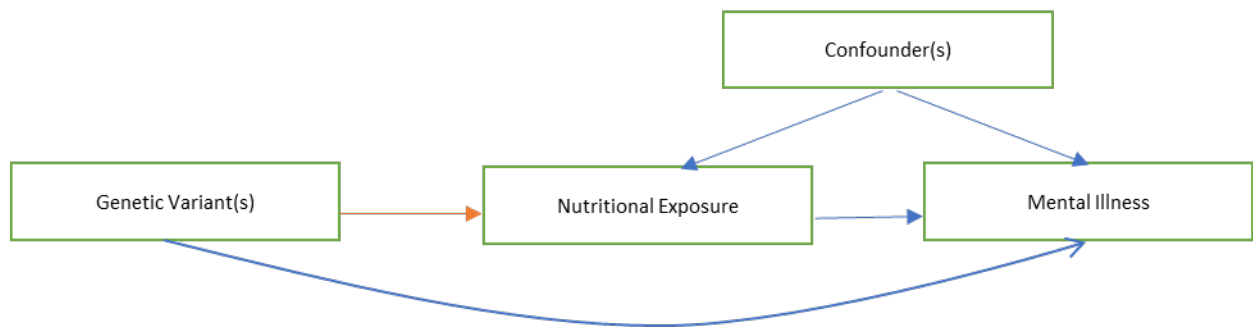 Confounder(s)
Genetic Variant(s)
Nutritional Exposure
Mental Illness